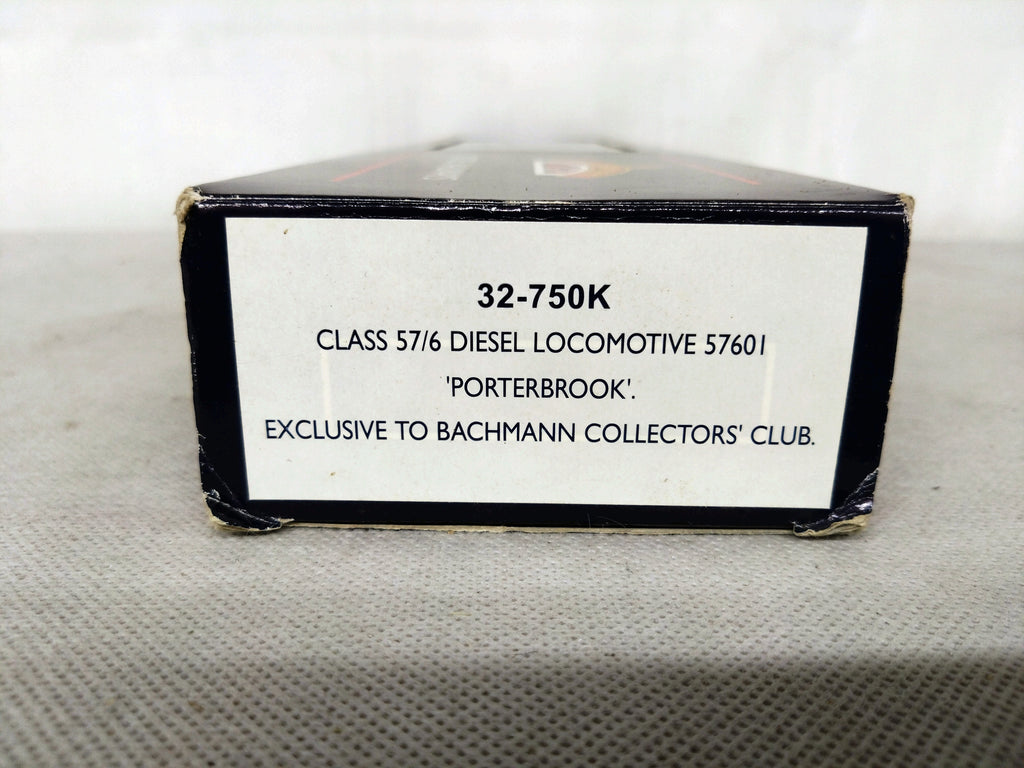 32-750K
CLASS 57/6 DIESEL LOCOMOTIVE 57601
'PORTERBROOK'.
EXCLUSIVE TO BACHMANN COLLECTORS' CLUB.